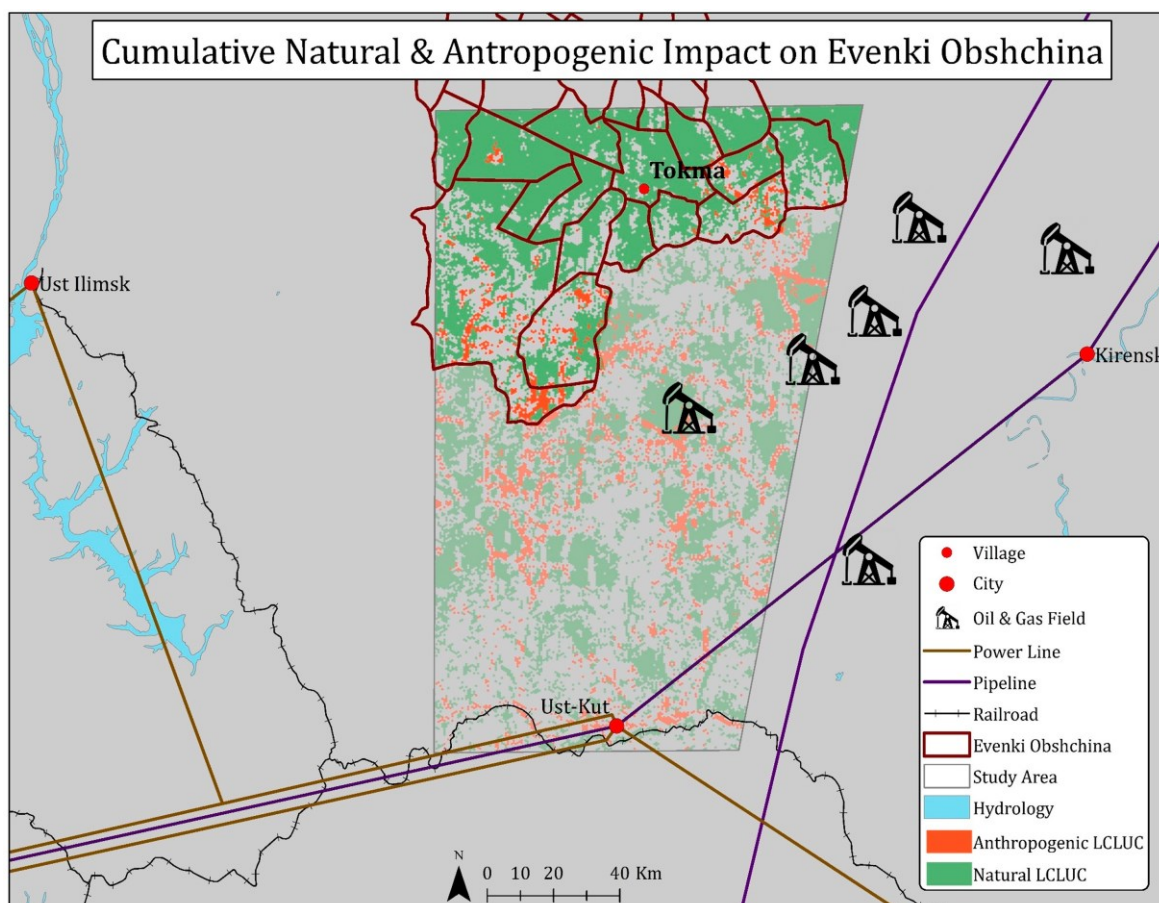 Cumulative Natural & Antropogenic Impact on Evenki Obshchina
Tokma
Ust Ilimsk
Kirensk
Ust-Kut
Village
City
Oil & Gas Field
Power Line
Pipeline
Railroad
Evenki Obshchina
Study Area
Hydrology
Anthropogenic LCLUC
Natural LCLUC
N
0 10 20 40 Km